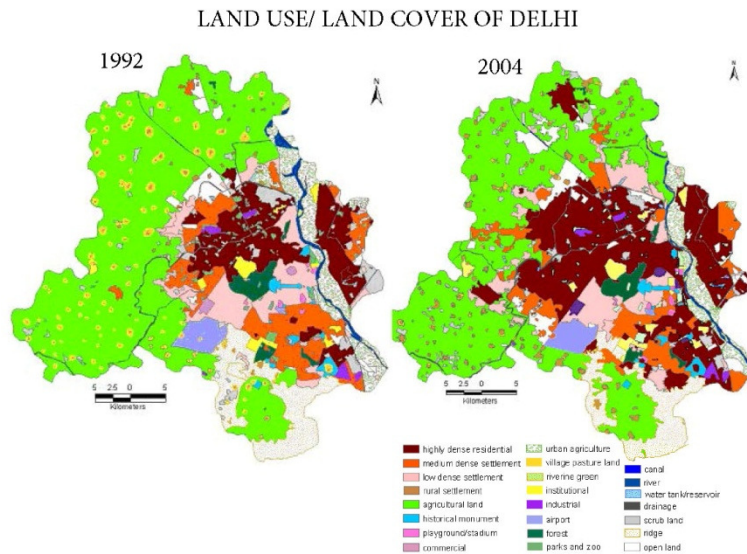 LAND USE/ LAND COVER OF DELHI
1992
2004
N
N
5 2.5 0 5
Kilometers
5 2.5 0 5
Kilometers
highly dense residential
medium dense settlement
low dense settlement
rural settlement
agricultural land
historical monument
playground/stadium
commercial
urban agriculture
village pasture land
riverine green
institutional
industrial
airport
forest
parks and zoo
canal
river
water tank/reservoir
drainage
scrub land
ridge
open land